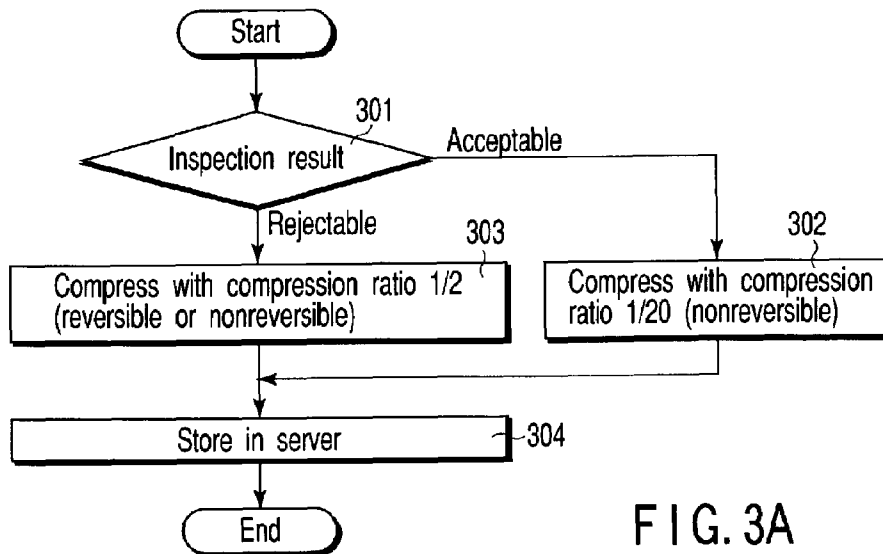 Start
301
Inspection result
Acceptable
Rejectable
303
302
Compress with compression ratio 1/2
(reversible or nonreversible)
Compress with compression
ratio 1/20 (nonreversible)
Store in server
304
End
FIG. 3A